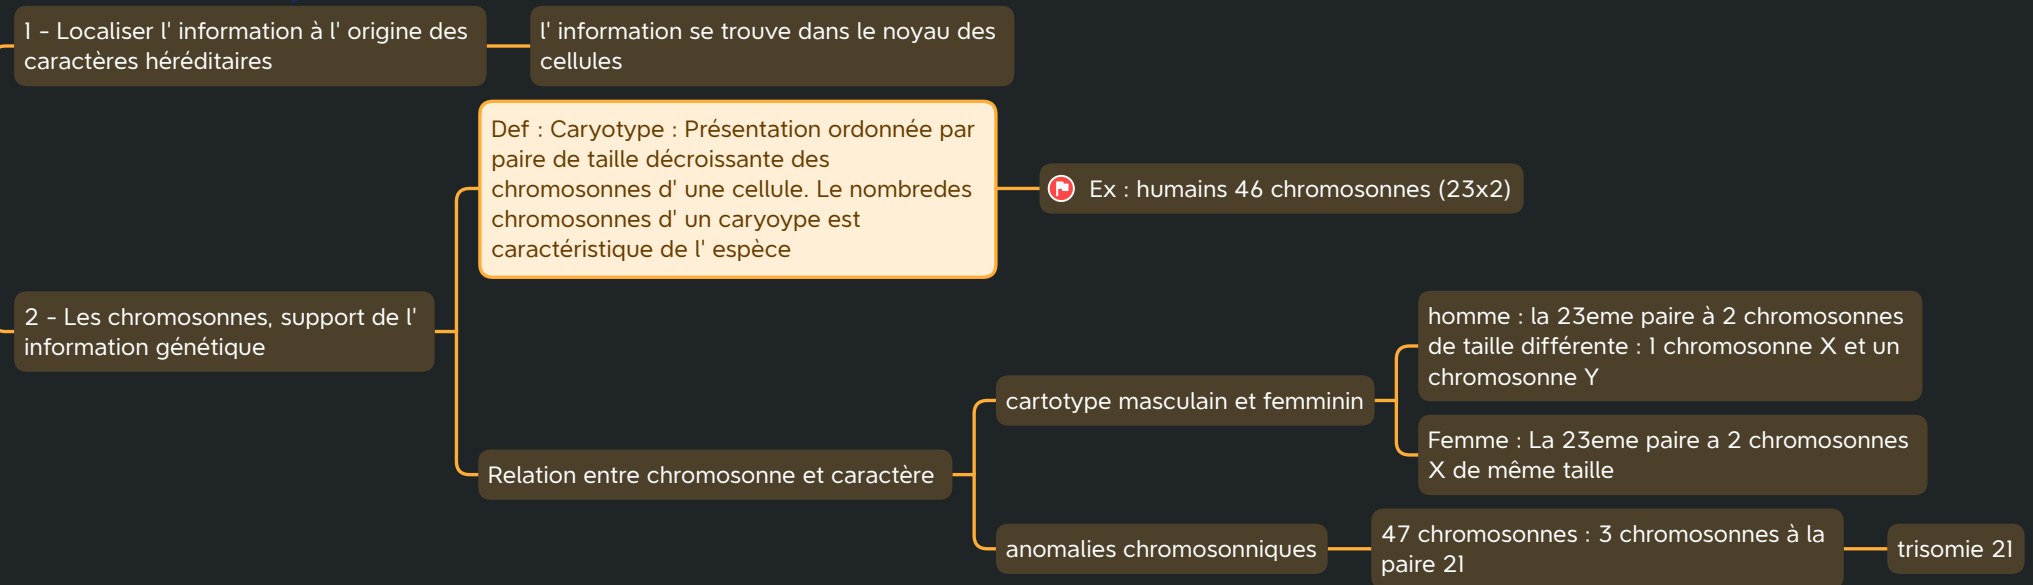 1 - Localiser l' information à l' origine des
caractères héréditaires
l' information se trouve dans le noyau des
cellules
Def : Caryotype : Présentation ordonnée par
paire de taille décroissante des
chromosonnes d' une cellule. Le nombredes
chromosonnes d' un caryoype est
caractéristique de l' espèce
Ex : humains 46 chromosonnes (23x2)
2 - Les chromosonnes, support de l'
information génétique
homme : la 23eme paire à 2 chromosonnes
de taille différente : 1 chromosonne X et un
chromosonne Y
cartotype masculain et femminin
Femme : La 23eme paire a 2 chromosonnes
X de même taille
Relation entre chromosonne et caractère
anomalies chromosonniques
47 chromosonnes : 3 chromosonnes à la
paire 21
trisomie 21